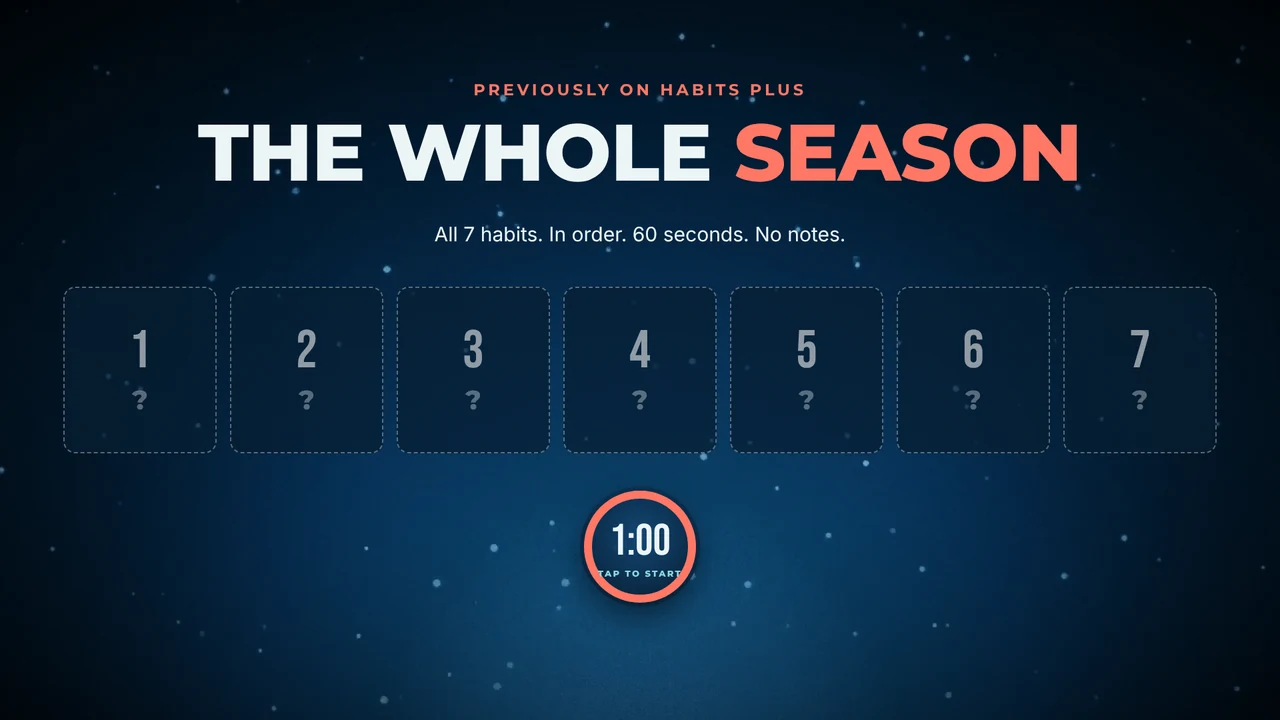 PREVIOUSLY ON HABITS PLUS
THE WHOLE SEASON
All 7 habits. In order. 60 seconds. No notes.
1 2 3 4 5 6 7
? ? ? ? ? ? ?
1:00
TAP TO START